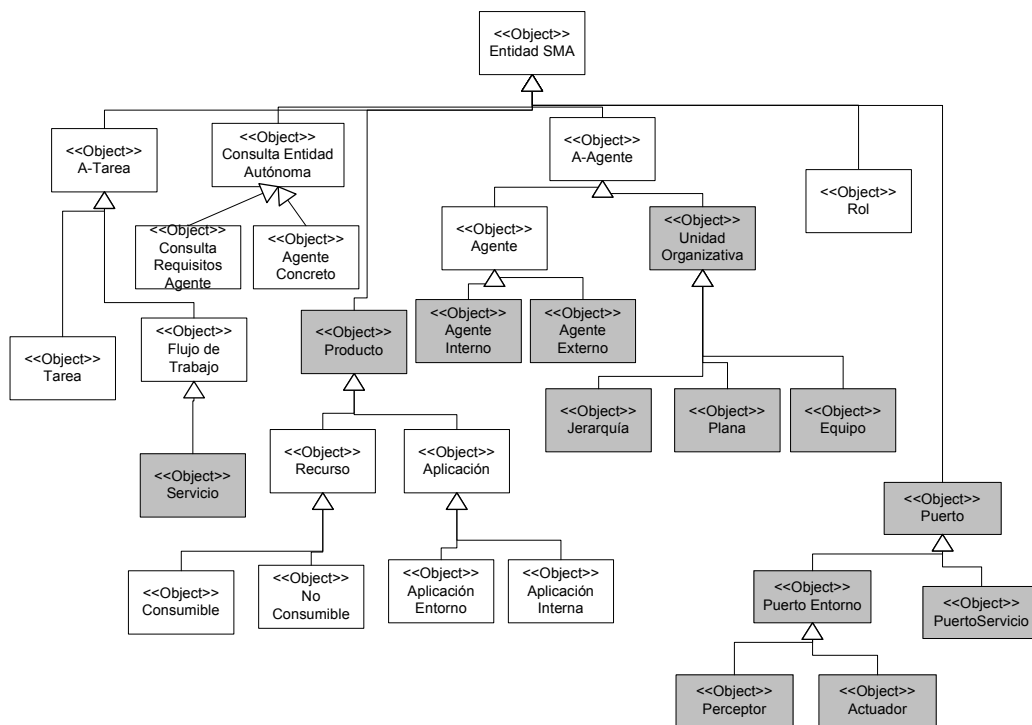 <<Object>>
Entidad SMA
<<Object>>
A-Tarea
<<Object>>
Consulta Entidad
Autónoma
<<Object>>
A-Agente
<<Object>>
Rol
<<Object>>
Consulta
Requisitos
Agente
<<Object>>
Agente
Concreto
<<Object>>
Agente
<<Object>>
Unidad
Organizativa
<<Object>>
Tarea
<<Object>>
Flujo de
Trabajo
<<Object>>
Producto
<<Object>>
Agente
Interno
<<Object>>
Agente
Externo
<<Object>>
Jerarquía
<<Object>>
Plana
<<Object>>
Equipo
<<Object>>
Servicio
<<Object>>
Recurso
<<Object>>
Aplicación
<<Object>>
Puerto
<<Object>>
Consumible
<<Object>>
No
Consumible
<<Object>>
Aplicación
Entorno
<<Object>>
Aplicación
Interna
<<Object>>
Puerto Entorno
<<Object>>
PuertoServicio
<<Object>>
Perceptor
<<Object>>
Actuador